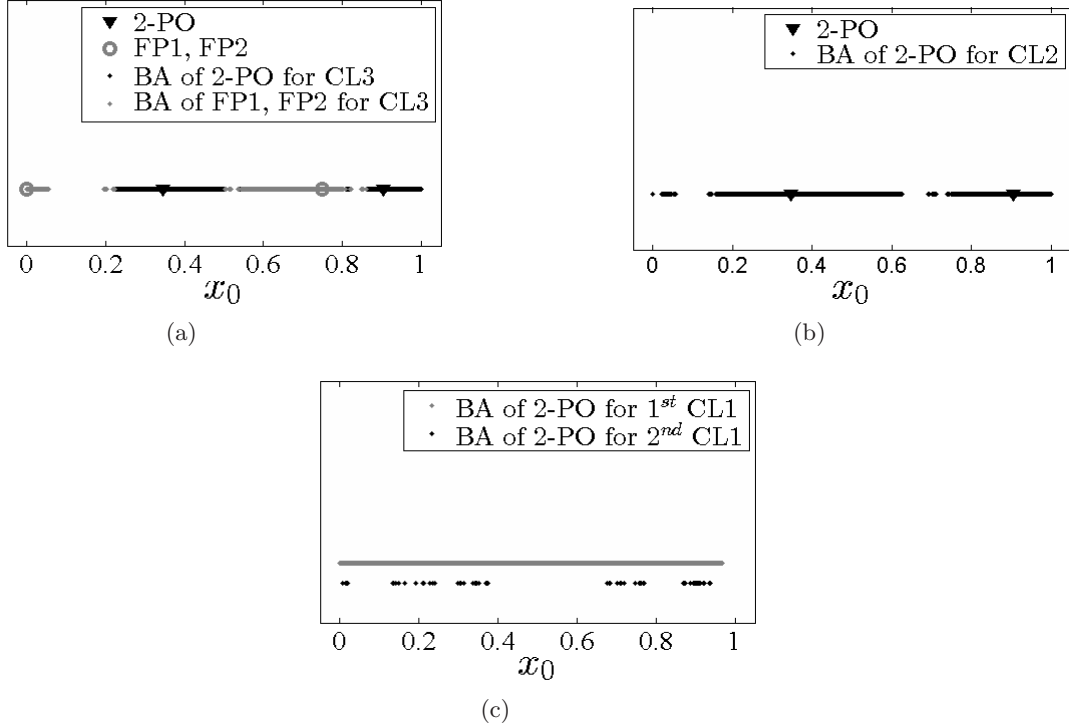 2-PO
FP1, FP2
BA of 2-PO for CL3
BA of FP1, FP2 for CL3
0 0.2 0.4 0.6 0.8 1
x₀
(a)
2-PO
BA of 2-PO for CL2
0 0.2 0.4 0.6 0.8 1
x₀
(b)
BA of 2-PO for 1ˢᵗ CL1
BA of 2-PO for 2ⁿᵈ CL1
0 0.2 0.4 0.6 0.8 1
x₀
(c)